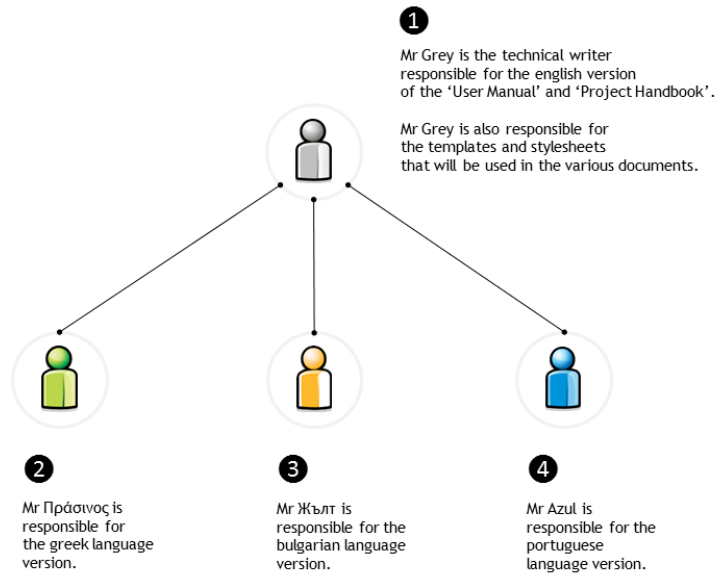 1
Mr Grey is the technical writer
responsible for the english version
of the ‘User Manual’ and ‘Project Handbook’.
Mr Grey is also responsible for
the templates and stylesheets
that will be used in the various documents.
2
Mr Πράσινος is
responsible for
the greek language
version.
3
Mr Жълт is
responsible for the
bulgarian language
version.
4
Mr Azul is
responsible for the
portuguese
language version.